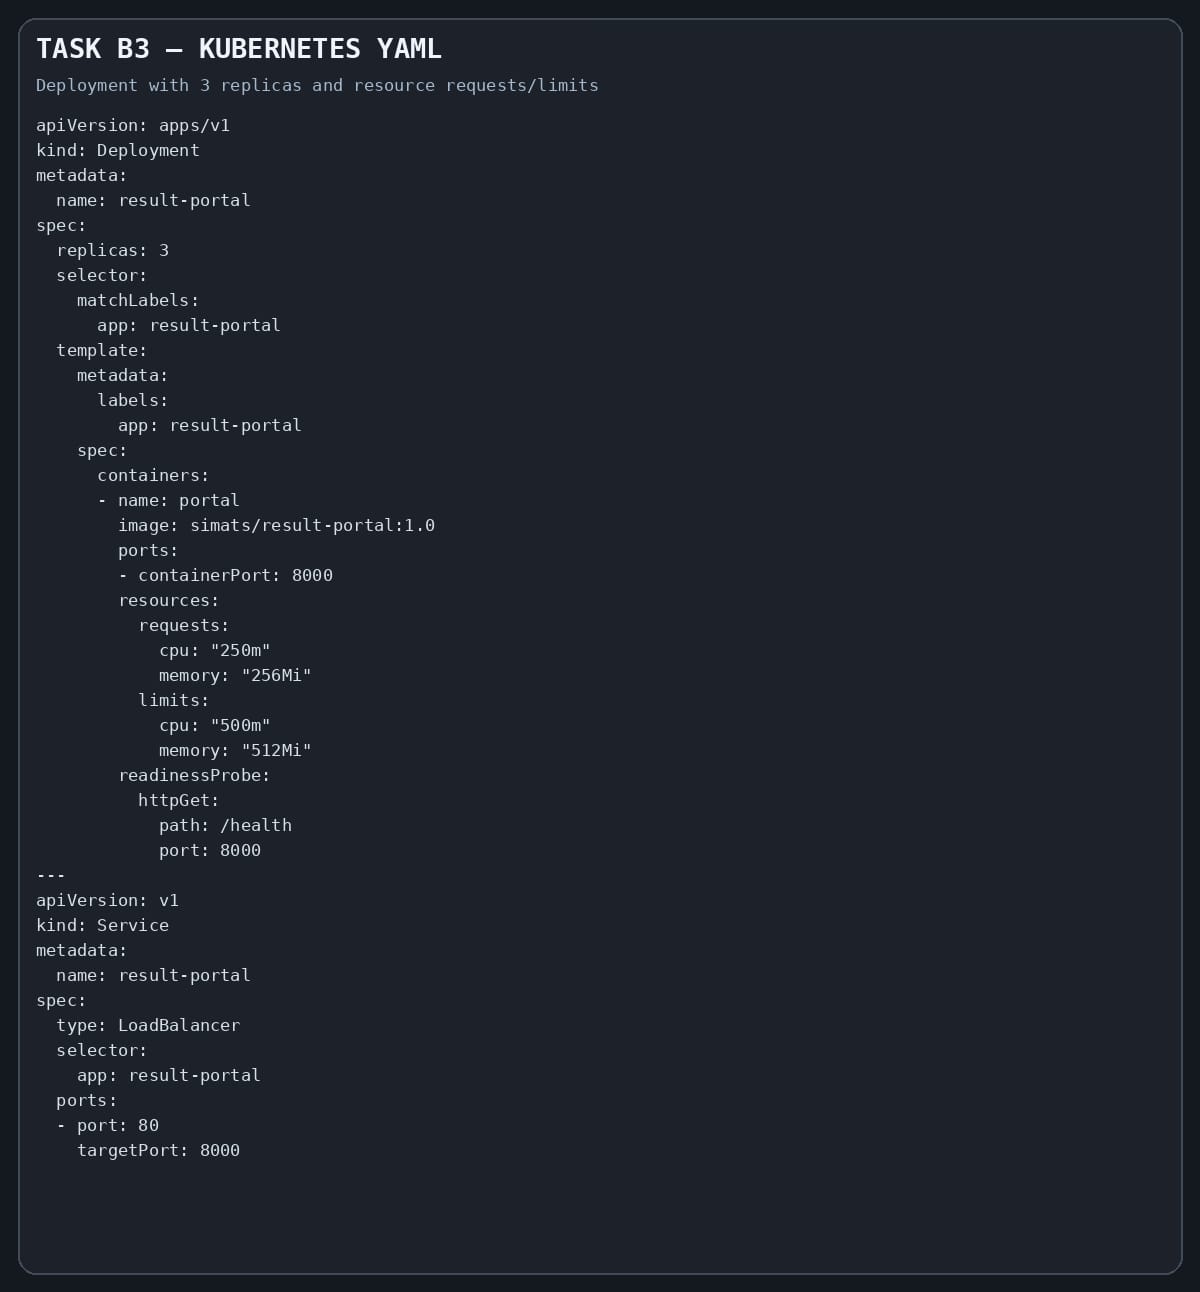 TASK B3 — KUBERNETES YAML
Deployment with 3 replicas and resource requests/limits
apiVersion: apps/v1
kind: Deployment
metadata:
  name: result-portal
spec:
  replicas: 3
  selector:
    matchLabels:
      app: result-portal
  template:
    metadata:
      labels:
        app: result-portal
    spec:
      containers:
      - name: portal
        image: simats/result-portal:1.0
        ports:
        - containerPort: 8000
        resources:
          requests:
            cpu: "250m"
            memory: "256Mi"
          limits:
            cpu: "500m"
            memory: "512Mi"
        readinessProbe:
          httpGet:
            path: /health
            port: 8000
---
apiVersion: v1
kind: Service
metadata:
  name: result-portal
spec:
  type: LoadBalancer
  selector:
    app: result-portal
  ports:
  - port: 80
    targetPort: 8000